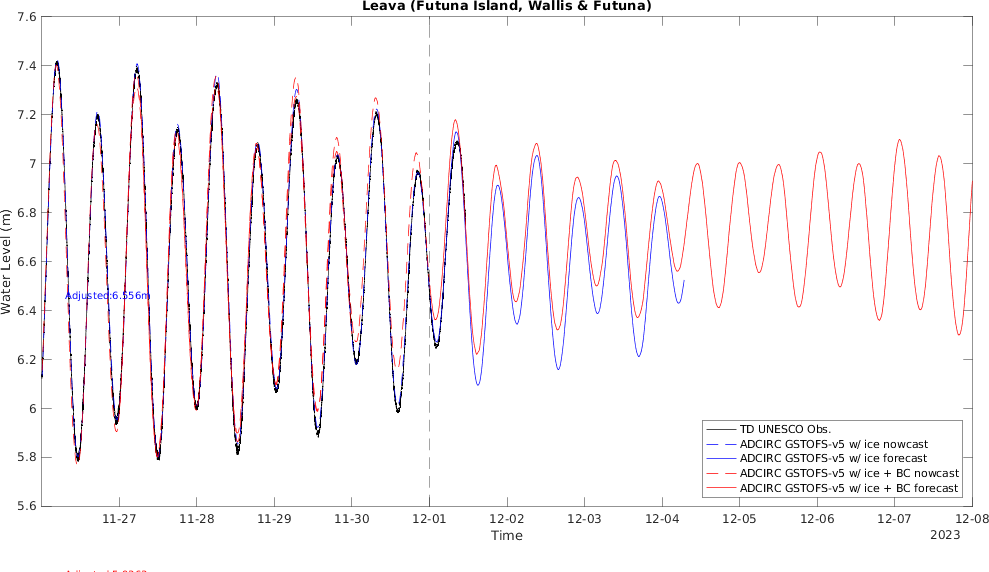 Leava (Futuna Island, Wallis & Futuna)
7.6
7.4
7.2
7
6.8
6.6
6.4
6.2
6
5.8
5.6
Water Level (m)
Adjusted:6.556m
TD UNESCO Obs.
ADCIRC GSTOFS-v5 w/ ice nowcast
ADCIRC GSTOFS-v5 w/ ice forecast
ADCIRC GSTOFS-v5 w/ ice + BC nowcast
ADCIRC GSTOFS-v5 w/ ice + BC forecast
11-27 11-28 11-29 11-30 12-01 12-02 12-03 12-04 12-05 12-06 12-07 12-08
Time
2023